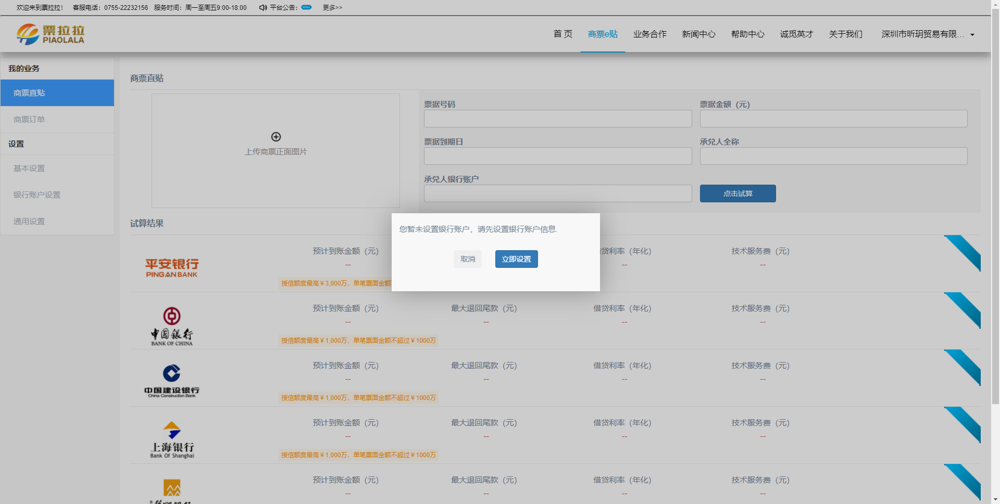 欢迎来到票拉拉！ 客服电话：0755-22232156 服务时间：周一至周五9:00-18:00 平台公告： NEWS 更多>>
票拉拉
PIAOLALA
首 页 商票e贴 业务合作 新闻中心 帮助中心 诚觅英才 关于我们 深圳市昕玥贸易有限...
我的业务
商票直贴
商票订单
设置
基本设置
银行账户设置
通用设置
商票直贴
上传商票正面图片
票据号码 票据金额（元）
票据到期日 承兑人全称
承兑人银行账户
点击试算
您暂未设置银行账户，请先设置银行账户信息.
取消 立即设置
试算结果
平安银行
PING AN BANK
预计到账金额（元） 借贷利率（年化） 技术服务费（元）
-- -- --
授信额度最高￥3,000万，单笔票面金额
中国银行
BANK OF CHINA
预计到账金额（元） 最大退回尾款（元） 借贷利率（年化） 技术服务费（元）
-- -- -- --
授信额度最高￥1,000万，单笔票面金额不超过￥1000万
中国建设银行
China Construction Bank
预计到账金额（元） 最大退回尾款（元） 借贷利率（年化） 技术服务费（元）
-- -- -- --
授信额度最高￥1,000万，单笔票面金额不超过￥1000万
上海银行
Bank Of Shanghai
预计到账金额（元） 最大退回尾款（元） 借贷利率（年化） 技术服务费（元）
-- -- -- --
授信额度最高￥1,000万，单笔票面金额不超过￥1000万
预计到账金额（元） 最大退回尾款（元） 借贷利率（年化） 技术服务费（元）
-- -- -- --